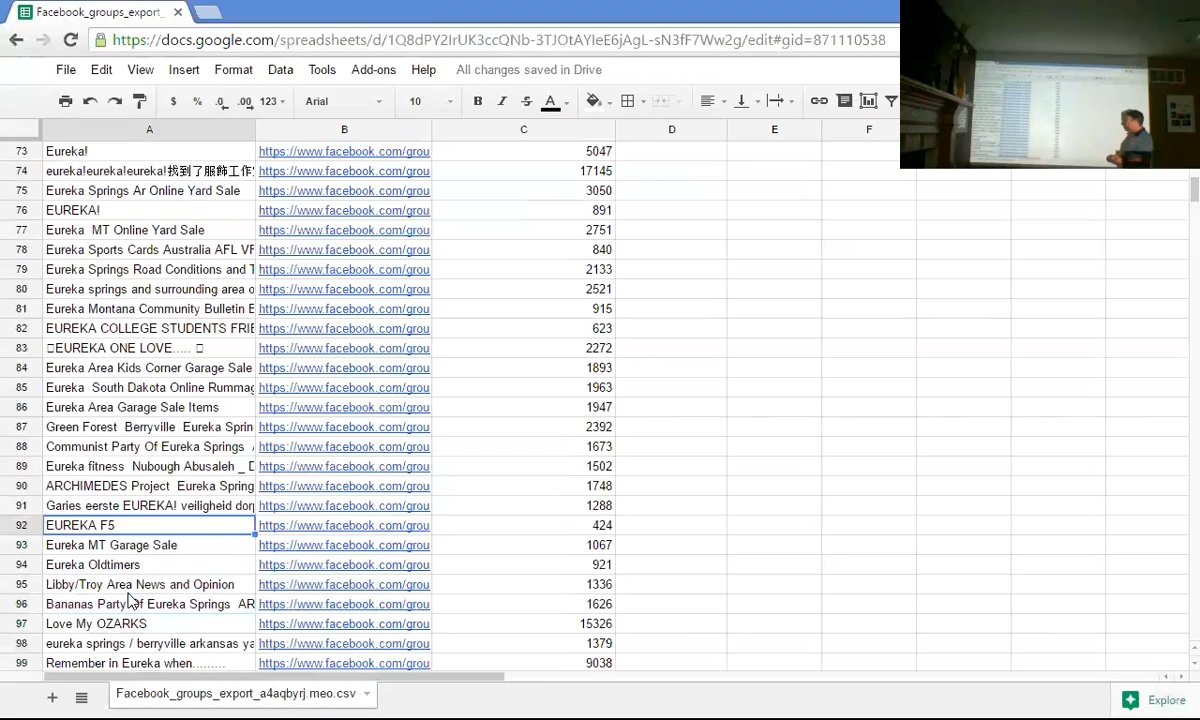 Facebook_groups_export_
https://docs.google.com/spreadsheets/d/1Q8dPY2IrUK3ccQNb-3TJOtAYIeE6jAgL-sN3fF7Ww2g/edit#gid=871110538
File Edit View Insert Format Data Tools Add-ons Help All changes saved in Drive
$ % .0 .00 123 Arial 10 B I S A
A B C D E F
73 Eureka! https://www.facebook.com/grou 5047
74 eureka!eureka!eureka!找到了服飾工作 https://www.facebook.com/grou 17145
75 Eureka Springs Ar Online Yard Sale https://www.facebook.com/grou 3050
76 EUREKA! https://www.facebook.com/grou 891
77 Eureka MT Online Yard Sale https://www.facebook.com/grou 2751
78 Eureka Sports Cards Australia AFL VF https://www.facebook.com/grou 840
79 Eureka Springs Road Conditions and T https://www.facebook.com/grou 2133
80 Eureka springs and surrounding area o https://www.facebook.com/grou 2521
81 Eureka Montana Community Bulletin B https://www.facebook.com/grou 915
82 EUREKA COLLEGE STUDENTS FRIE https://www.facebook.com/grou 623
83 EUREKA ONE LOVE..... https://www.facebook.com/grou 2272
84 Eureka Area Kids Corner Garage Sale https://www.facebook.com/grou 1893
85 Eureka South Dakota Online Rummag https://www.facebook.com/grou 1963
86 Eureka Area Garage Sale Items https://www.facebook.com/grou 1947
87 Green Forest Berryville Eureka Sprin https://www.facebook.com/grou 2392
88 Communist Party Of Eureka Springs https://www.facebook.com/grou 1673
89 Eureka fitness Nubough Abusaleh _ D https://www.facebook.com/grou 1502
90 ARCHIMEDES Project Eureka Spring https://www.facebook.com/grou 1748
91 Garies eerste EUREKA! veiligheid dorp https://www.facebook.com/grou 1288
92 EUREKA F5 https://www.facebook.com/grou 424
93 Eureka MT Garage Sale https://www.facebook.com/grou 1067
94 Eureka Oldtimers https://www.facebook.com/grou 921
95 Libby/Troy Area News and Opinion https://www.facebook.com/grou 1336
96 Bananas Party Of Eureka Springs AR https://www.facebook.com/grou 1626
97 Love My OZARKS https://www.facebook.com/grou 15326
98 eureka springs / berryville arkansas ya https://www.facebook.com/grou 1379
99 Remember in Eureka when......... https://www.facebook.com/grou 9038
Facebook_groups_export_a4aqbyrj.meo.csv Explore